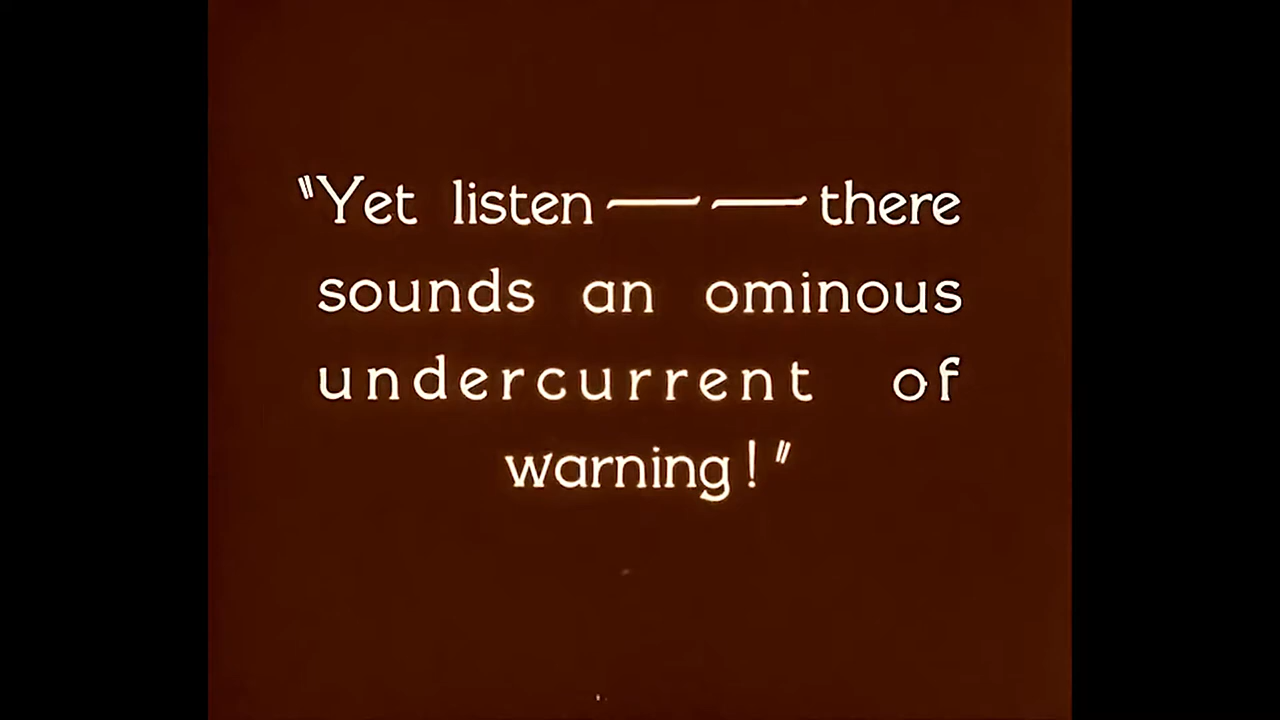 "Yet listen — — there
sounds an ominous
undercurrent of
warning!"